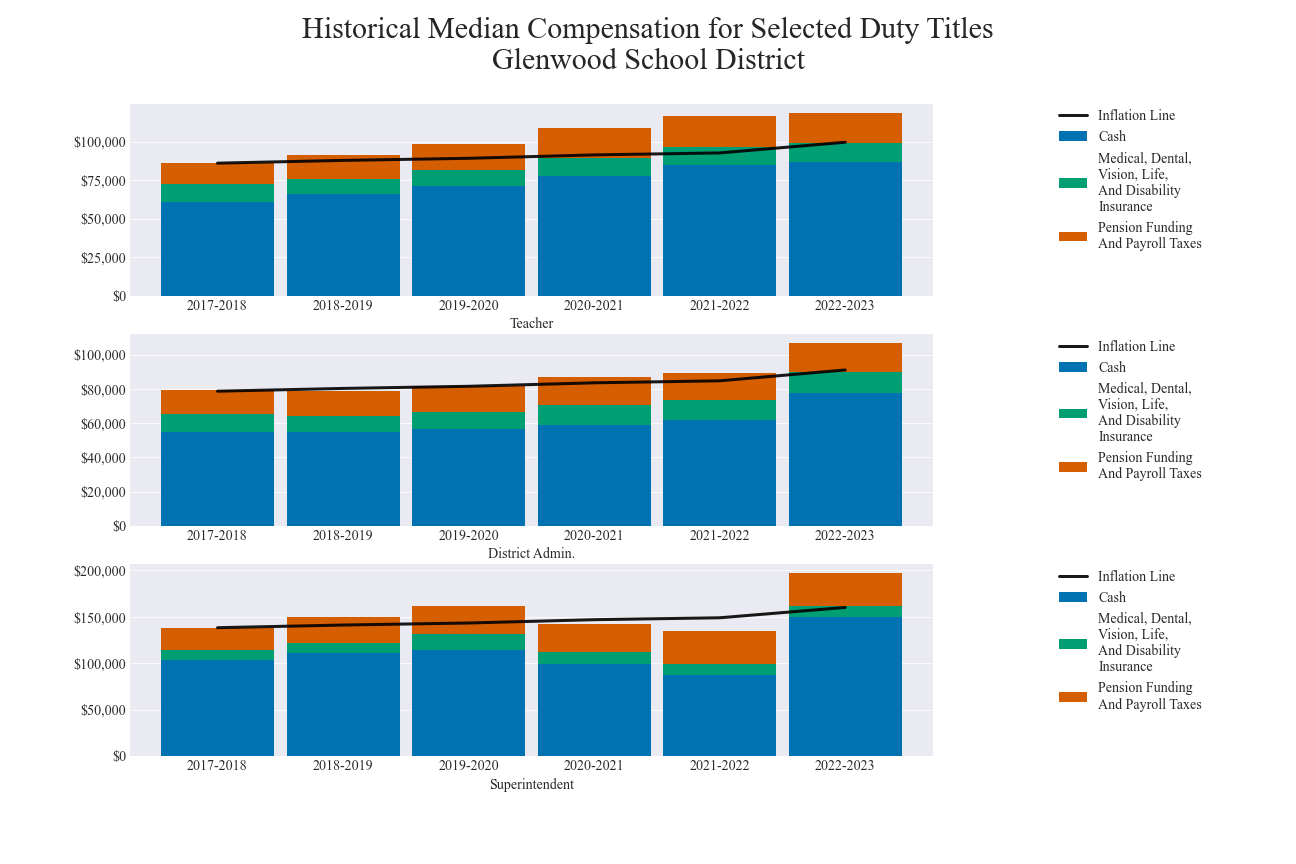 Historical Median Compensation for Selected Duty Titles
Glenwood School District
$100,000
$75,000
$50,000
$25,000
$0
2017-2018
2018-2019
2019-2020
2020-2021
2021-2022
2022-2023
Teacher
Inflation Line
Cash
Medical, Dental,
Vision, Life,
And Disability
Insurance
Pension Funding
And Payroll Taxes
$100,000
$80,000
$60,000
$40,000
$20,000
$0
2017-2018
2018-2019
2019-2020
2020-2021
2021-2022
2022-2023
District Admin.
Inflation Line
Cash
Medical, Dental,
Vision, Life,
And Disability
Insurance
Pension Funding
And Payroll Taxes
$200,000
$150,000
$100,000
$50,000
$0
2017-2018
2018-2019
2019-2020
2020-2021
2021-2022
2022-2023
Superintendent
Inflation Line
Cash
Medical, Dental,
Vision, Life,
And Disability
Insurance
Pension Funding
And Payroll Taxes